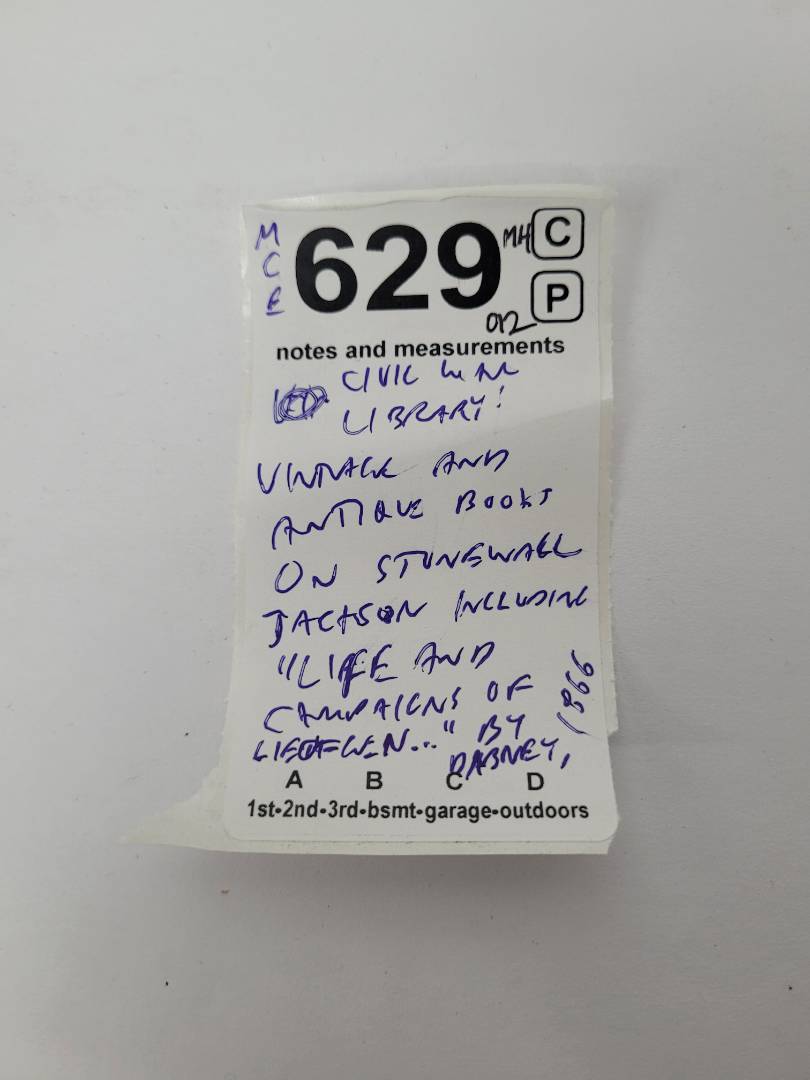 MCE 629 MH C
P
notes and measurements
CIVIL WAR
LIBRARY!
VINTAGE AND
ANTIQUE BOOKS
ON STONEWALL
JACKSON INCLUDING
"LIFE AND
CAMPAIGNS OF
LIEUT GEN..." BY
DABNEY, 1866
A B C D
1st-2nd-3rd-bsmt-garage-outdoors